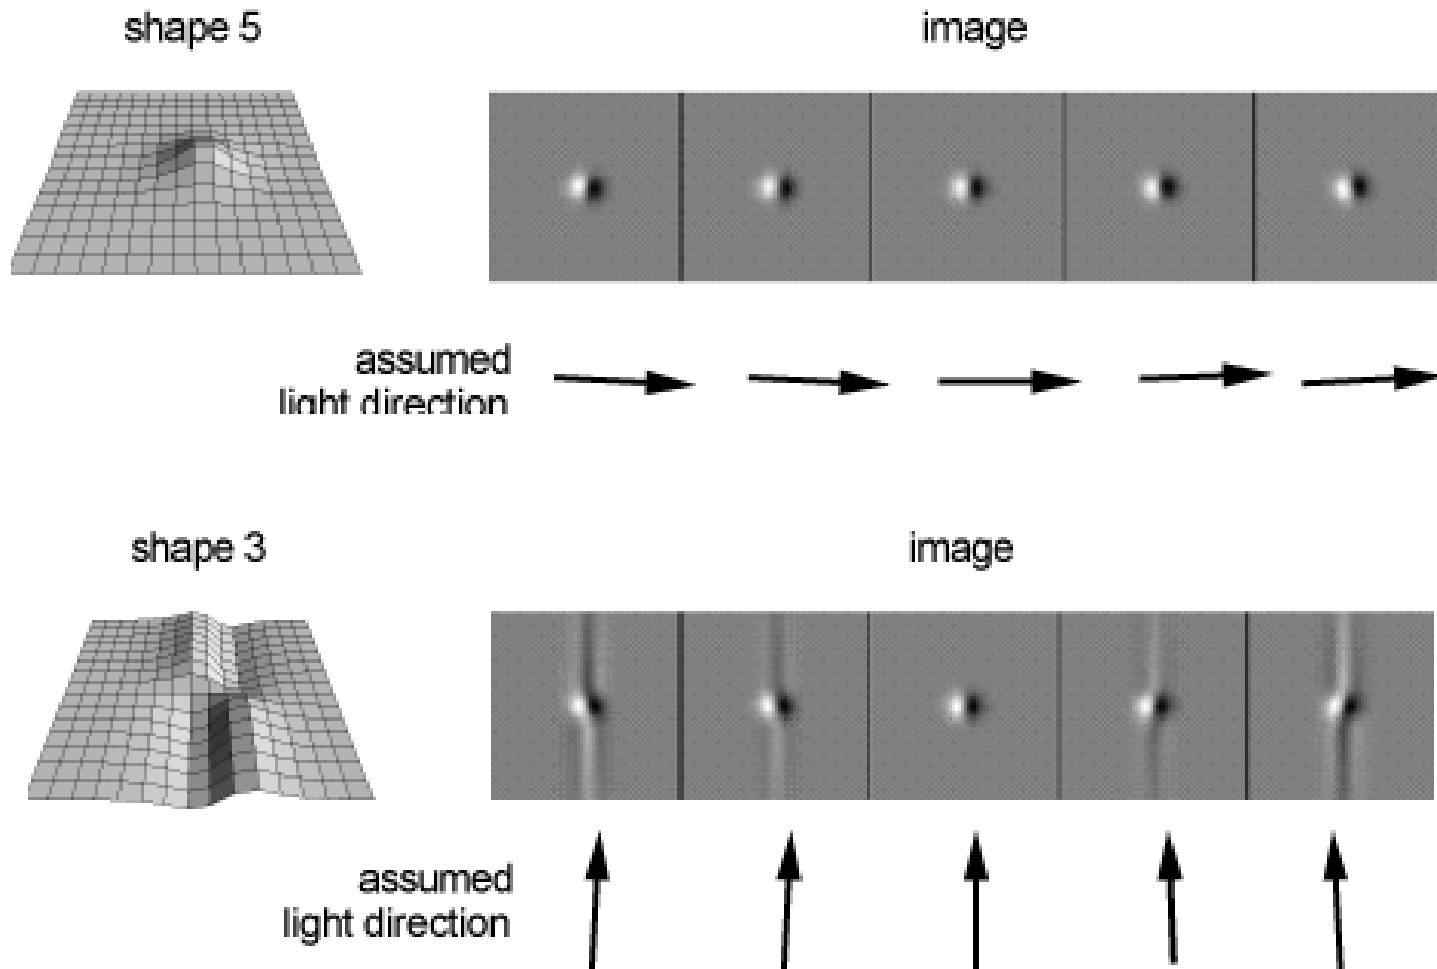 shape 5
image
assumed
light direction
shape 3
image
assumed
light direction